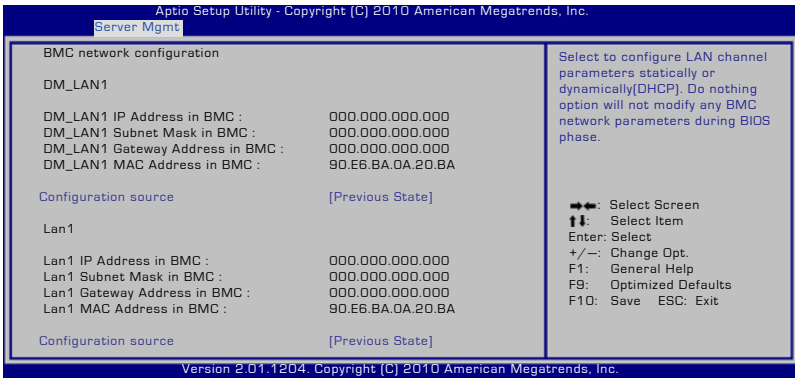 Aptio Setup Utility - Copyright (C) 2010 American Megatrends, Inc.
Server Mgmt
BMC network configuration
DM_LAN1
DM_LAN1 IP Address in BMC : 000.000.000.000
DM_LAN1 Subnet Mask in BMC : 000.000.000.000
DM_LAN1 Gateway Address in BMC : 000.000.000.000
DM_LAN1 MAC Address in BMC : 90.E6.BA.0A.20.BA
Configuration source [Previous State]
Lan1
Lan1 IP Address in BMC : 000.000.000.000
Lan1 Subnet Mask in BMC : 000.000.000.000
Lan1 Gateway Address in BMC : 000.000.000.000
Lan1 MAC Address in BMC : 90.E6.BA.0A.20.BA
Configuration source [Previous State]
Select to configure LAN channel
parameters statically or
dynamically(DHCP). Do nothing
option will not modify any BMC
network parameters during BIOS
phase.
→←: Select Screen
↑↓: Select Item
Enter: Select
+/—: Change Opt.
F1: General Help
F9: Optimized Defaults
F10: Save ESC: Exit
Version 2.01.1204. Copyright (C) 2010 American Megatrends, Inc.